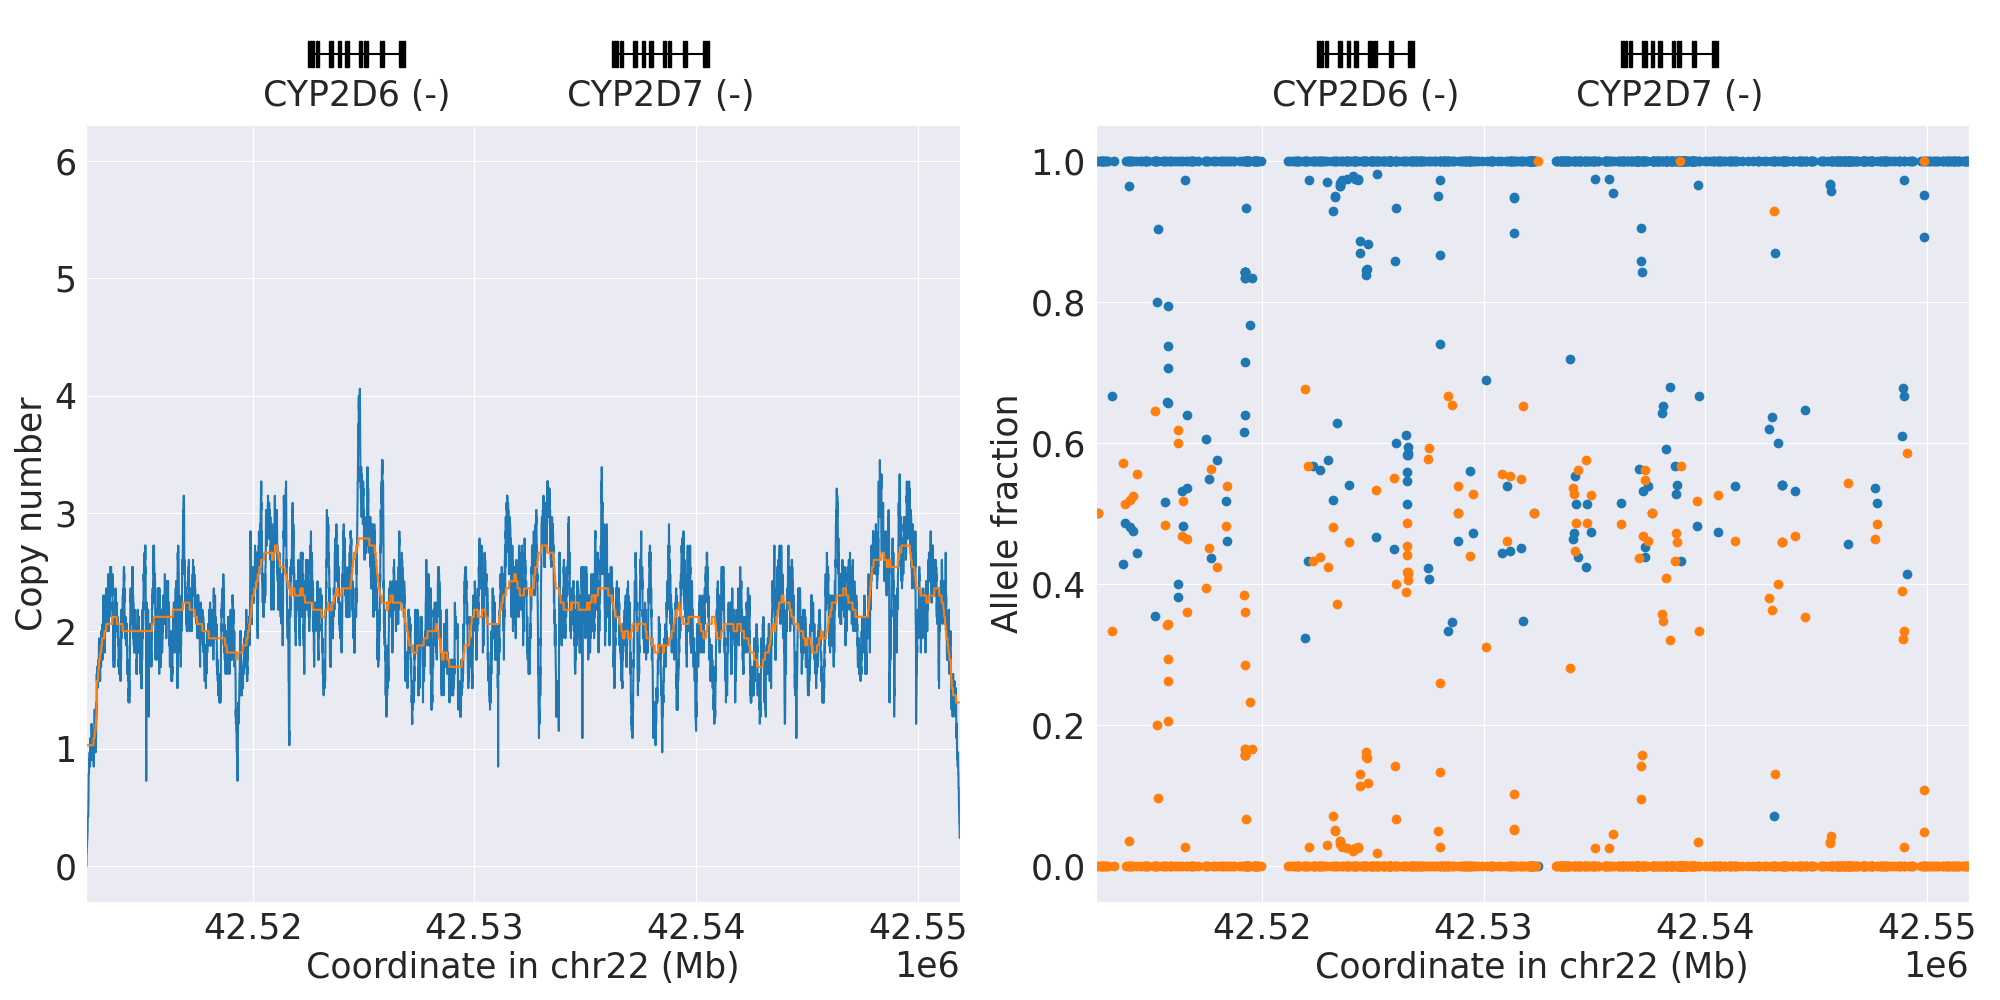 CYP2D6 (-)
CYP2D7 (-)
Copy number
6
5
4
3
2
1
0
42.52
42.53
42.54
42.55
Coordinate in chr22 (Mb)
1e6
CYP2D6 (-)
CYP2D7 (-)
Allele fraction
1.0
0.8
0.6
0.4
0.2
0.0
42.52
42.53
42.54
42.55
Coordinate in chr22 (Mb)
1e6